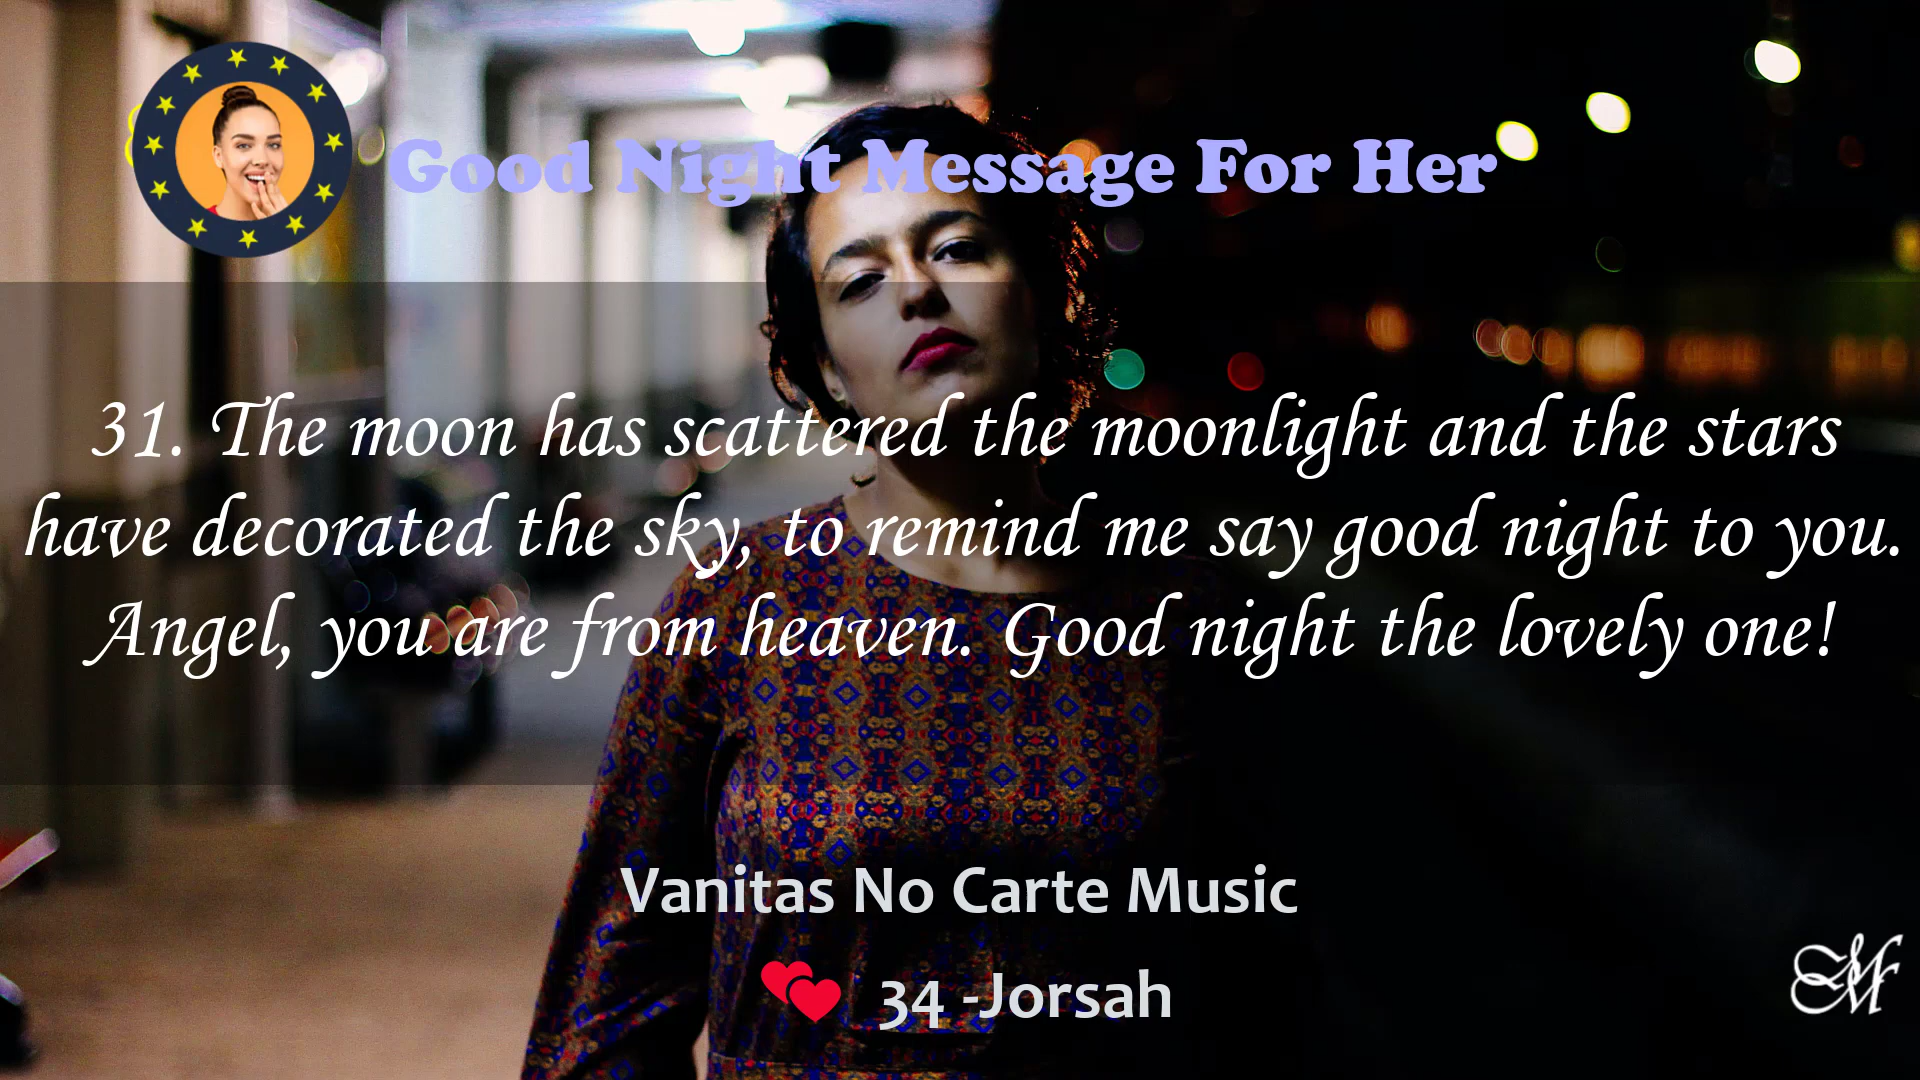 Good Night Message For Her
31. The moon has scattered the moonlight and the stars
have decorated the sky, to remind me say good night to you.
Angel, you are from heaven. Good night the lovely one!
Vanitas No Carte Music
34 -Jorsah